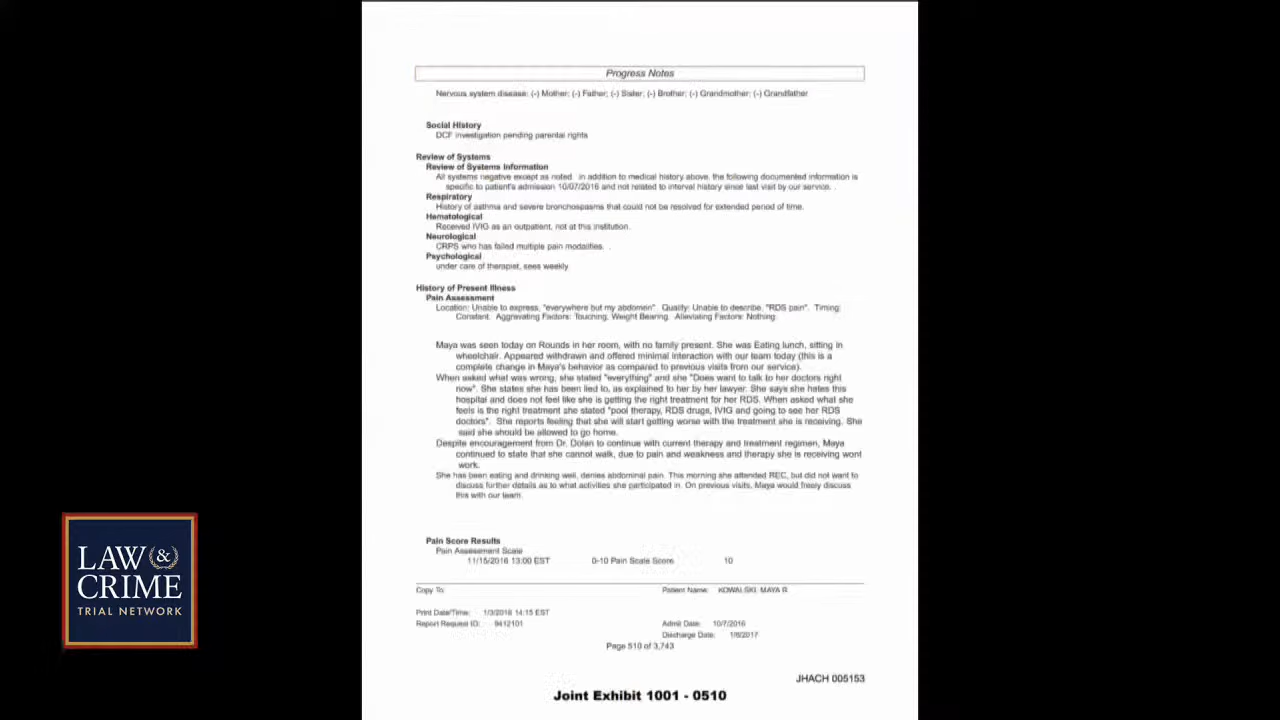 Progress Notes
Nervous system disease: (-) Mother; (-) Father; (-) Sister; (-) Brother; (-) Grandmother; (-) Grandfather
Social History
DCF investigation pending parental rights
Review of Systems
Review of Systems Information
All systems negative except as noted in addition to medical history above, the following documented information is
specific to patient's admission 10/07/2016 and not related to interval history since last visit by our service. .
Respiratory
History of asthma and severe bronchospasms that could not be resolved for extended period of time.
Hematological
Received IVIG as an outpatient, not at this institution.
Neurological
CRPS who has failed multiple pain modalities. .
Psychological
under care of therapist, sees weekly
History of Present Illness
Pain Assessment
Location: Unable to express, "everywhere but my abdomen" Quality: Unable to describe, "RDS pain". Timing:
Constant. Aggravating Factors: Touching, Weight Bearing. Alleviating Factors: Nothing.
Maya was seen today on Rounds in her room, with no family present. She was Eating lunch, sitting in
wheelchair. Appeared withdrawn and offered minimal interaction with our team today (this is a
complete change in Maya's behavior as compared to previous visits from our service).
When asked what was wrong, she stated "everything" and she "Does want to talk to her doctors right
now". She states she has been lied to, as explained to her by her lawyer. She says she hates this
hospital and does not feel like she is getting the right treatment for her RDS. When asked what she
feels is the right treatment she stated "pool therapy, RDS drugs, IVIG and going to see her RDS
doctors". She reports feeling that she will start getting worse with the treatment she is receiving. She
said she should be allowed to go home.
Despite encouragement from Dr. Dolan to continue with current therapy and treatment regimen, Maya
continued to state that she cannot walk, due to pain and weakness and therapy she is receiving wont
work.
She has been eating and drinking well, denies abdominal pain. This morning she attended REC, but did not want to
discuss further details as to what activities she participated in. On previous visits, Maya would freely discuss
this with our team.
Pain Score Results
Pain Assessment Scale
11/15/2016 13:00 EST 0-10 Pain Scale Score 10
Copy To: Patient Name: KOWALSKI, MAYA R
Print Date/Time: 1/3/2018 14:15 EST
Report Request ID: 9412101 Admit Date: 10/7/2016
Discharge Date: 1/6/2017
Page 510 of 3,743
JHACH 005153
Joint Exhibit 1001 - 0510
LAW &
CRIME
TRIAL NETWORK